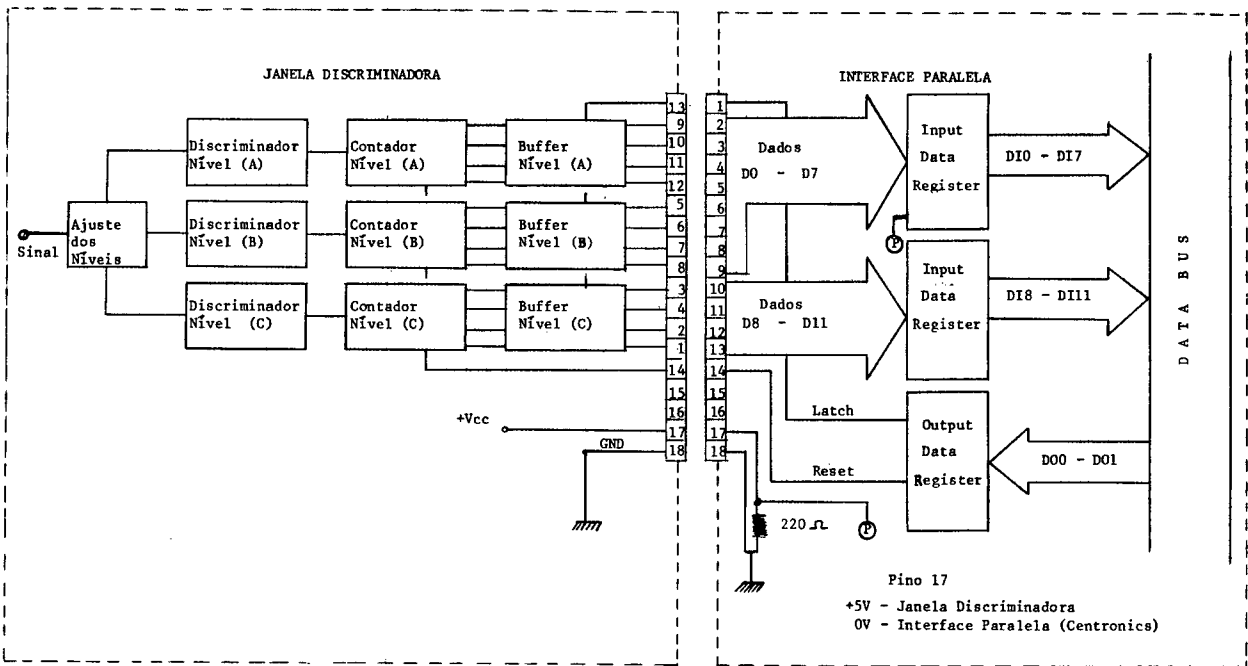 JANELA DISCRIMINADORA
Sinal
Ajuste
dos
Níveis
Discriminador
Nível (A)
Contador
Nível (A)
Buffer
Nível (A)
Discriminador
Nível (B)
Contador
Nível (B)
Buffer
Nível (B)
Discriminador
Nível (C)
Contador
Nível (C)
Buffer
Nível (C)
13
9
10
11
12
5
6
7
8
3
4
2
1
14
15
16
17
18
+Vcc
GND
INTERFACE PARALELA
1
2
3
4
5
6
7
8
9
10
11
12
13
14
15
16
17
18
Dados
D0 - D7
Input
Data
Register
DI0 - DI7
P
Dados
D8 - D11
Input
Data
Register
DI8 - DI11
Latch
Reset
Output
Data
Register
DO0 - DO1
220 Ω
P
DATA BUS
Pino 17
+5V - Janela Discriminadora
0V - Interface Paralela (Centronics)